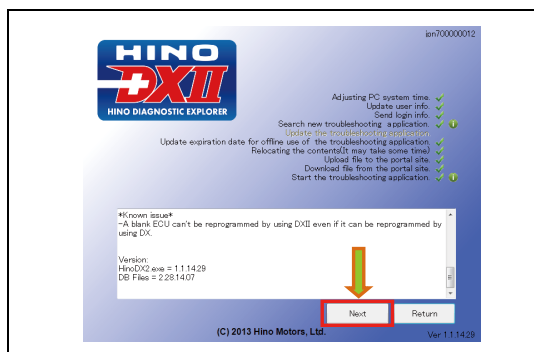 ipn700000012
HINO
DXII
HINO DIAGNOSTIC EXPLORER
Adjusting PC system time.
Update user info.
Send login info.
Search new troubleshooting application.
Update the troubleshooting application
Update expiration date for offline use of the troubleshooting application.
Relocating the contents(It may take some time)
Upload file to the portal site.
Download file from the portal site.
Start the troubleshooting application.
*Known issue*
-A blank ECU can't be reprogrammed by using DXII even if it can be reprogrammed by
using DX.
Version:
HinoDX2.exe = 1.1.14.29
DB Files = 2.28.14.07
Next
Return
(C) 2013 Hino Motors, Ltd.
Ver 1.1.14.29